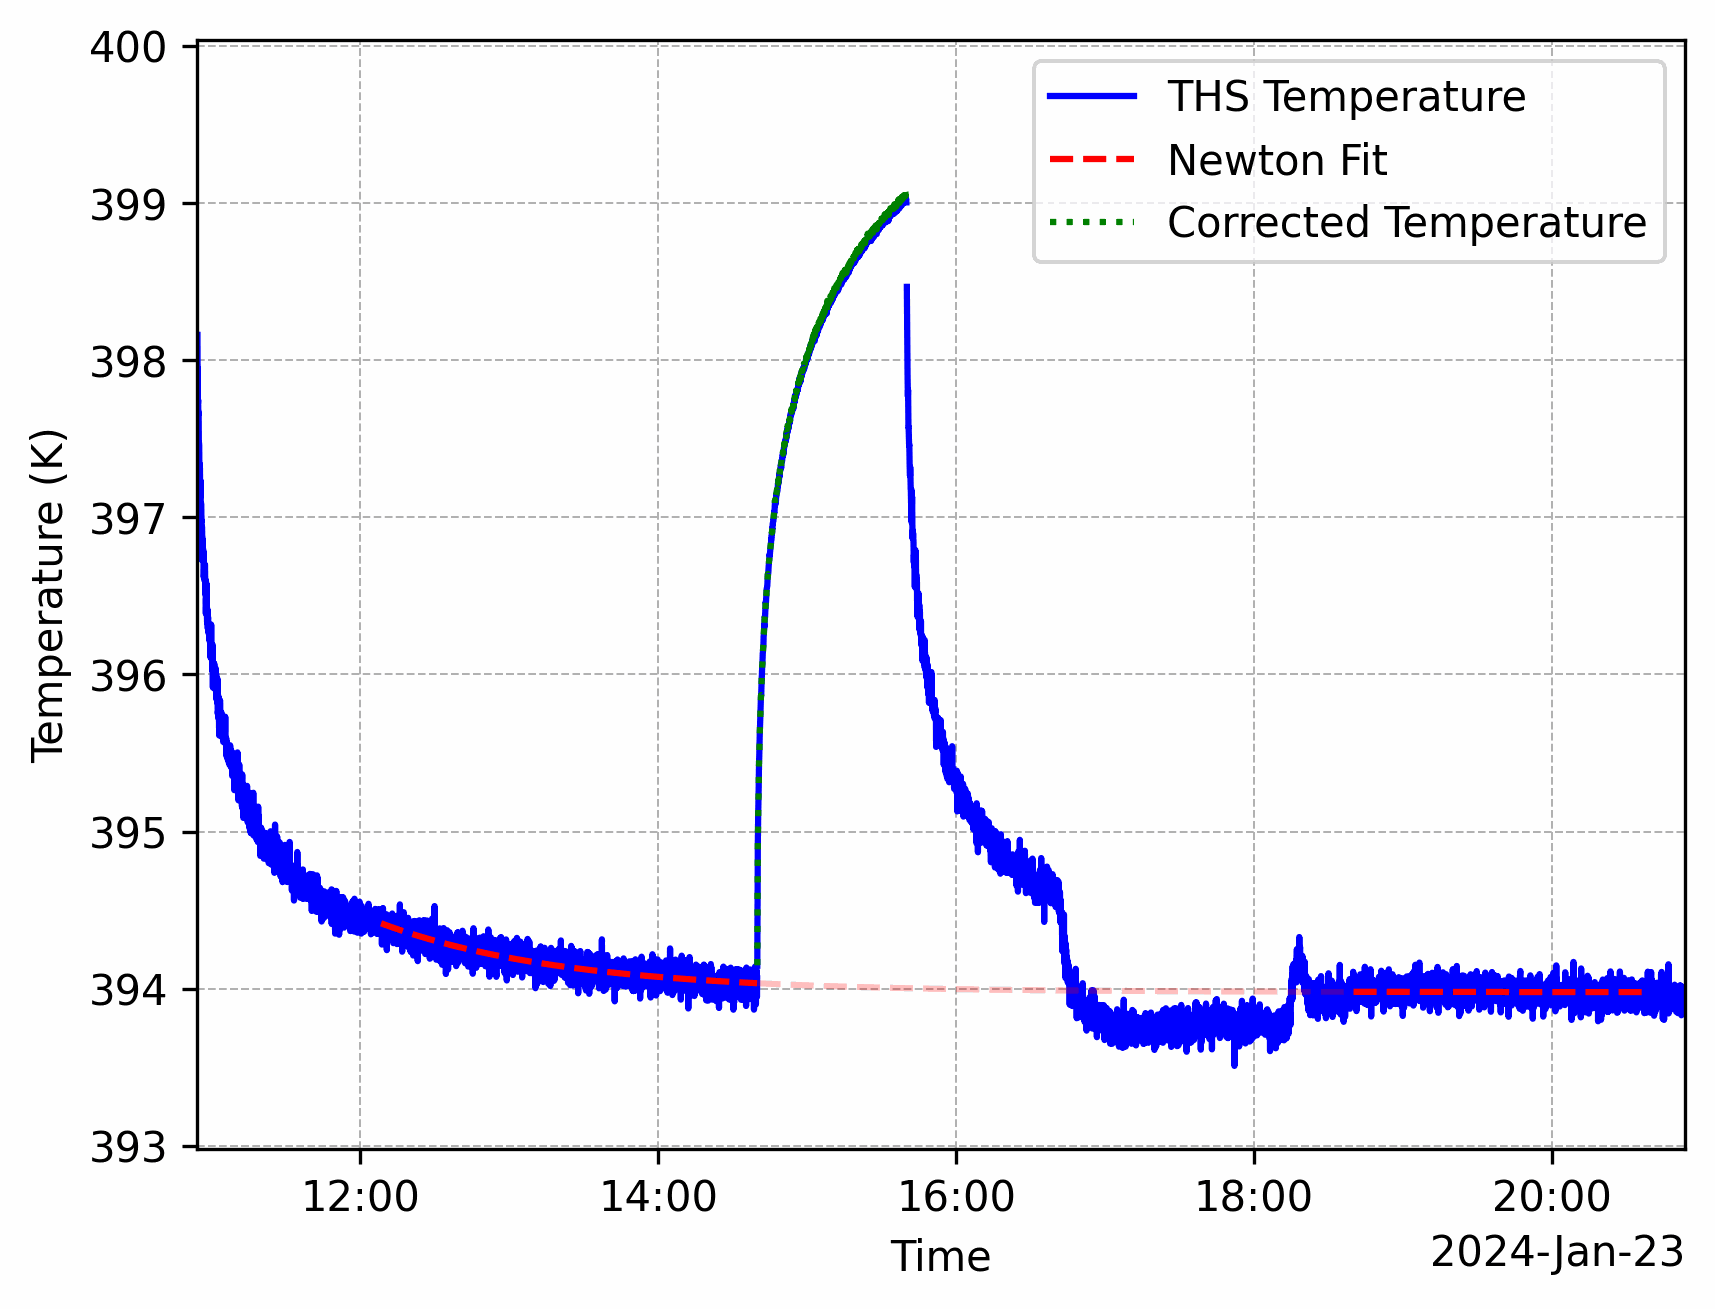 400
399
398
397
396
395
394
393
Temperature (K)
THS Temperature
Newton Fit
Corrected Temperature
12:00 14:00 16:00 18:00 20:00
Time
2024-Jan-23